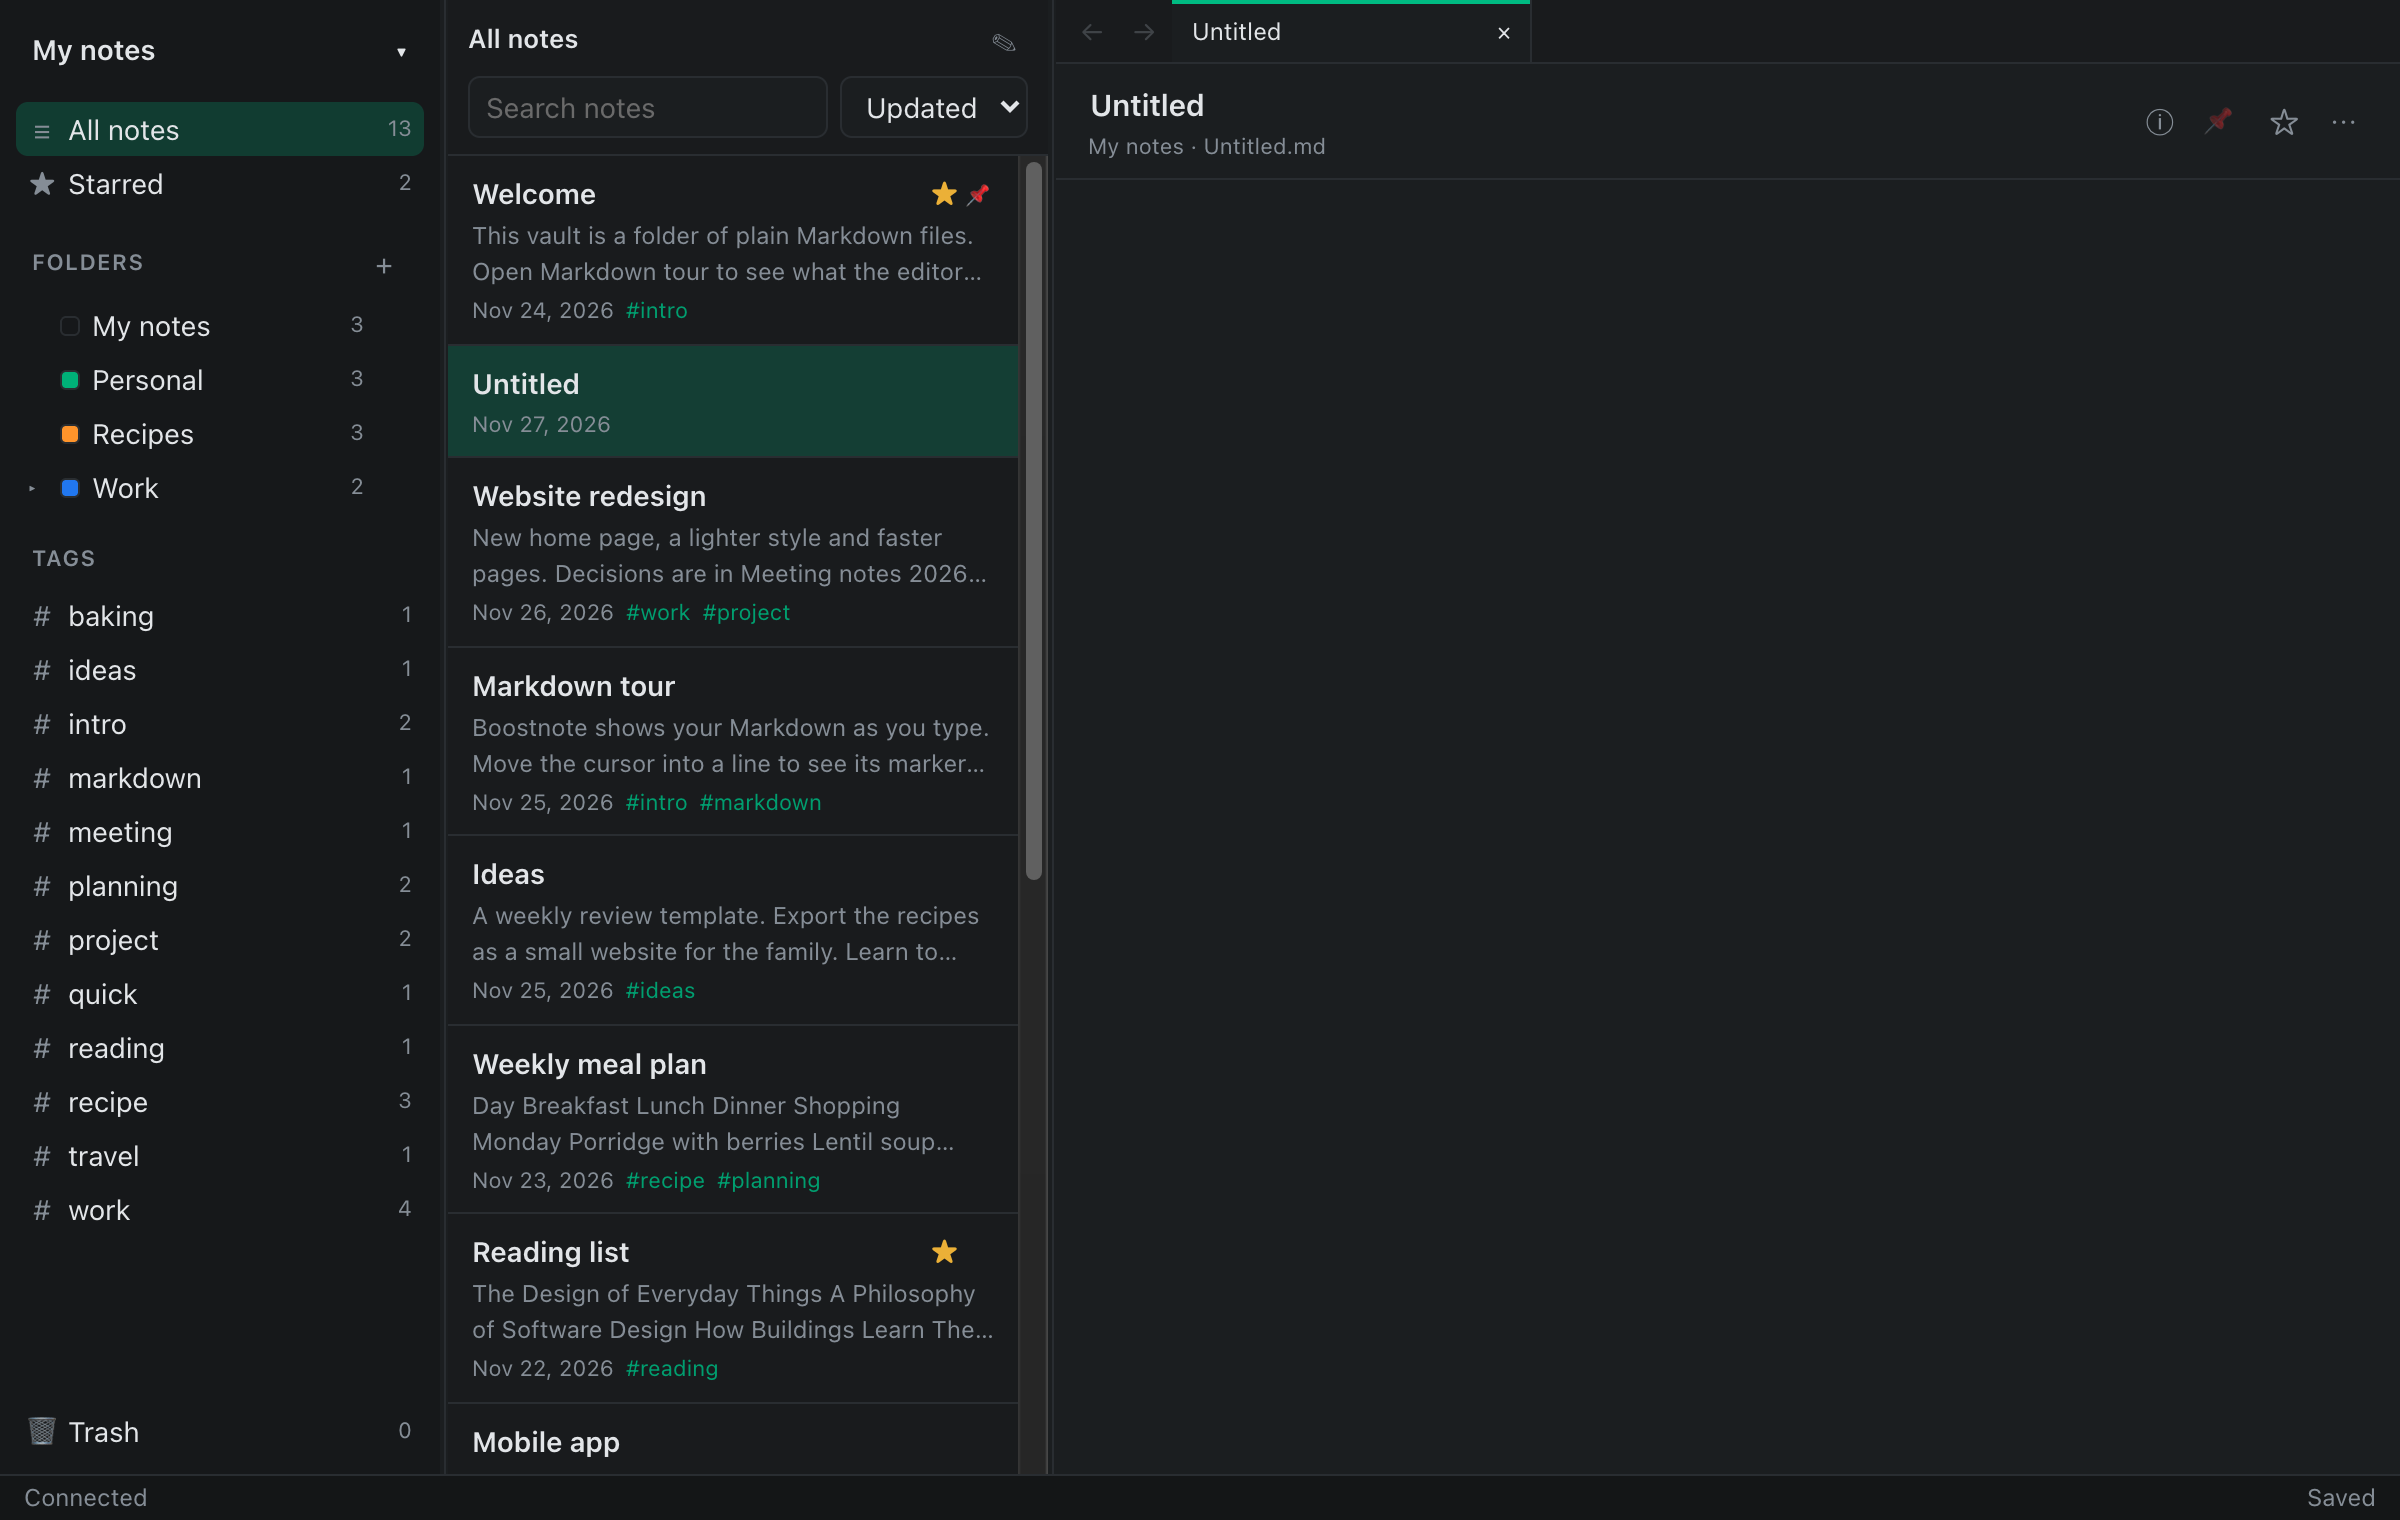 My notes
All notes 13
Starred 2
FOLDERS
My notes 3
Personal 3
Recipes 3
Work 2
TAGS
# baking 1
# ideas 1
# intro 2
# markdown 1
# meeting 1
# planning 2
# project 2
# quick 1
# reading 1
# recipe 3
# travel 1
# work 4
Trash 0
All notes
Search notes
Updated
Welcome
This vault is a folder of plain Markdown files.
Open Markdown tour to see what the editor...
Nov 24, 2026 #intro
Untitled
Nov 27, 2026
Website redesign
New home page, a lighter style and faster
pages. Decisions are in Meeting notes 2026...
Nov 26, 2026 #work #project
Markdown tour
Boostnote shows your Markdown as you type.
Move the cursor into a line to see its marker...
Nov 25, 2026 #intro #markdown
Ideas
A weekly review template. Export the recipes
as a small website for the family. Learn to...
Nov 25, 2026 #ideas
Weekly meal plan
Day Breakfast Lunch Dinner Shopping
Monday Porridge with berries Lentil soup...
Nov 23, 2026 #recipe #planning
Reading list
The Design of Everyday Things A Philosophy
of Software Design How Buildings Learn The...
Nov 22, 2026 #reading
Mobile app
Untitled
Untitled
My notes · Untitled.md
Connected
Saved